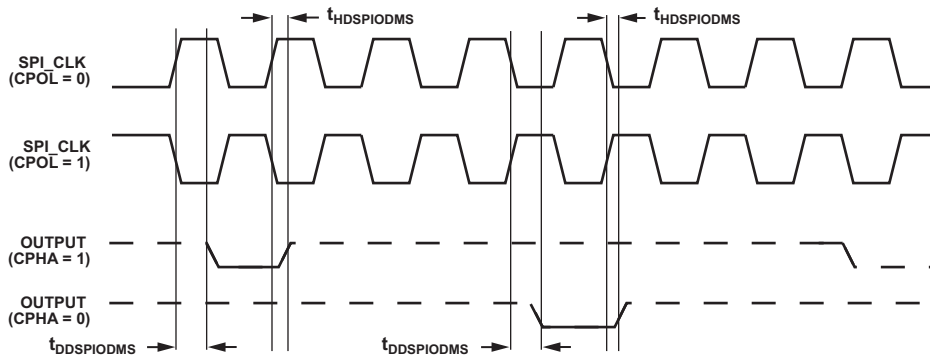 tHDSPIODMS
tHDSPIODMS
SPI_CLK
(CPOL = 0)
SPI_CLK
(CPOL = 1)
OUTPUT
(CPHA = 1)
OUTPUT
(CPHA = 0)
tDDSPIODMS
tDDSPIODMS